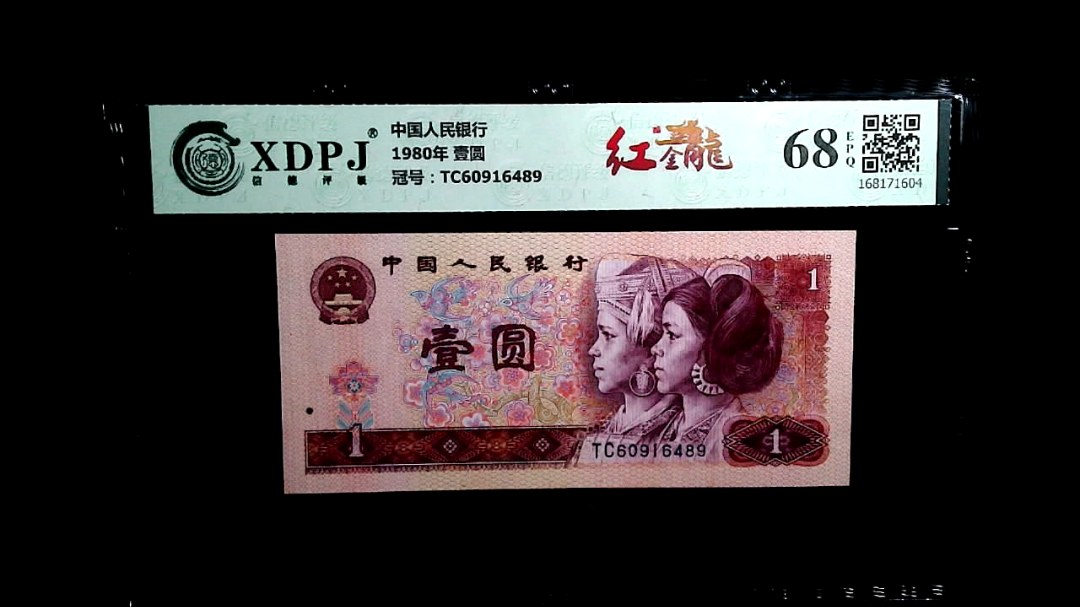 XDPJ®
信德评级
中国人民银行
1980年 壹圆
冠号：TC60916489
红金龍
68
EPQ
168171604
中国人民银行
1
壹圆
1
TC60916489
1